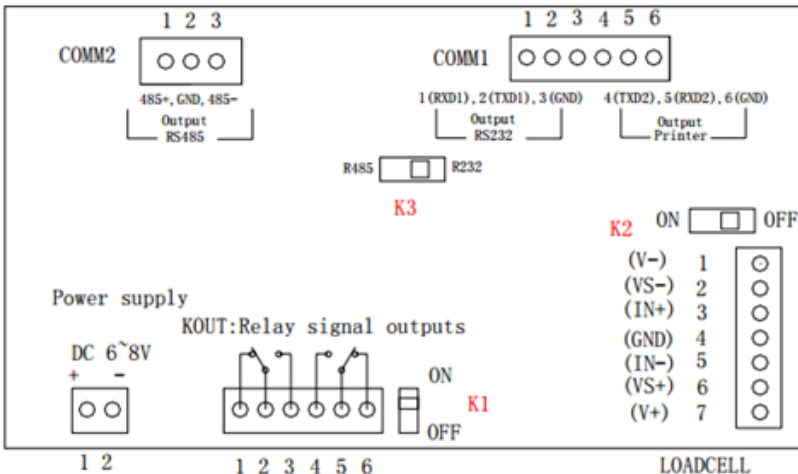 1 2 3
1 2 3 4 5 6
COMM2
COMM1
485+, GND, 485-
Output
RS485
1(RXD1), 2(TXD1), 3(GND)
Output
RS232
4(TXD2), 5(RXD2), 6(GND)
Output
Printer
R485
R232
K3
K2
ON
OFF
(V-) 1
(VS-) 2
(IN+) 3
(GND) 4
(IN-) 5
(VS+) 6
(V+) 7
LOADCELL
Power supply
DC 6~8V
+ -
1 2
KOUT:Relay signal outputs
ON
K1
OFF
1 2 3 4 5 6